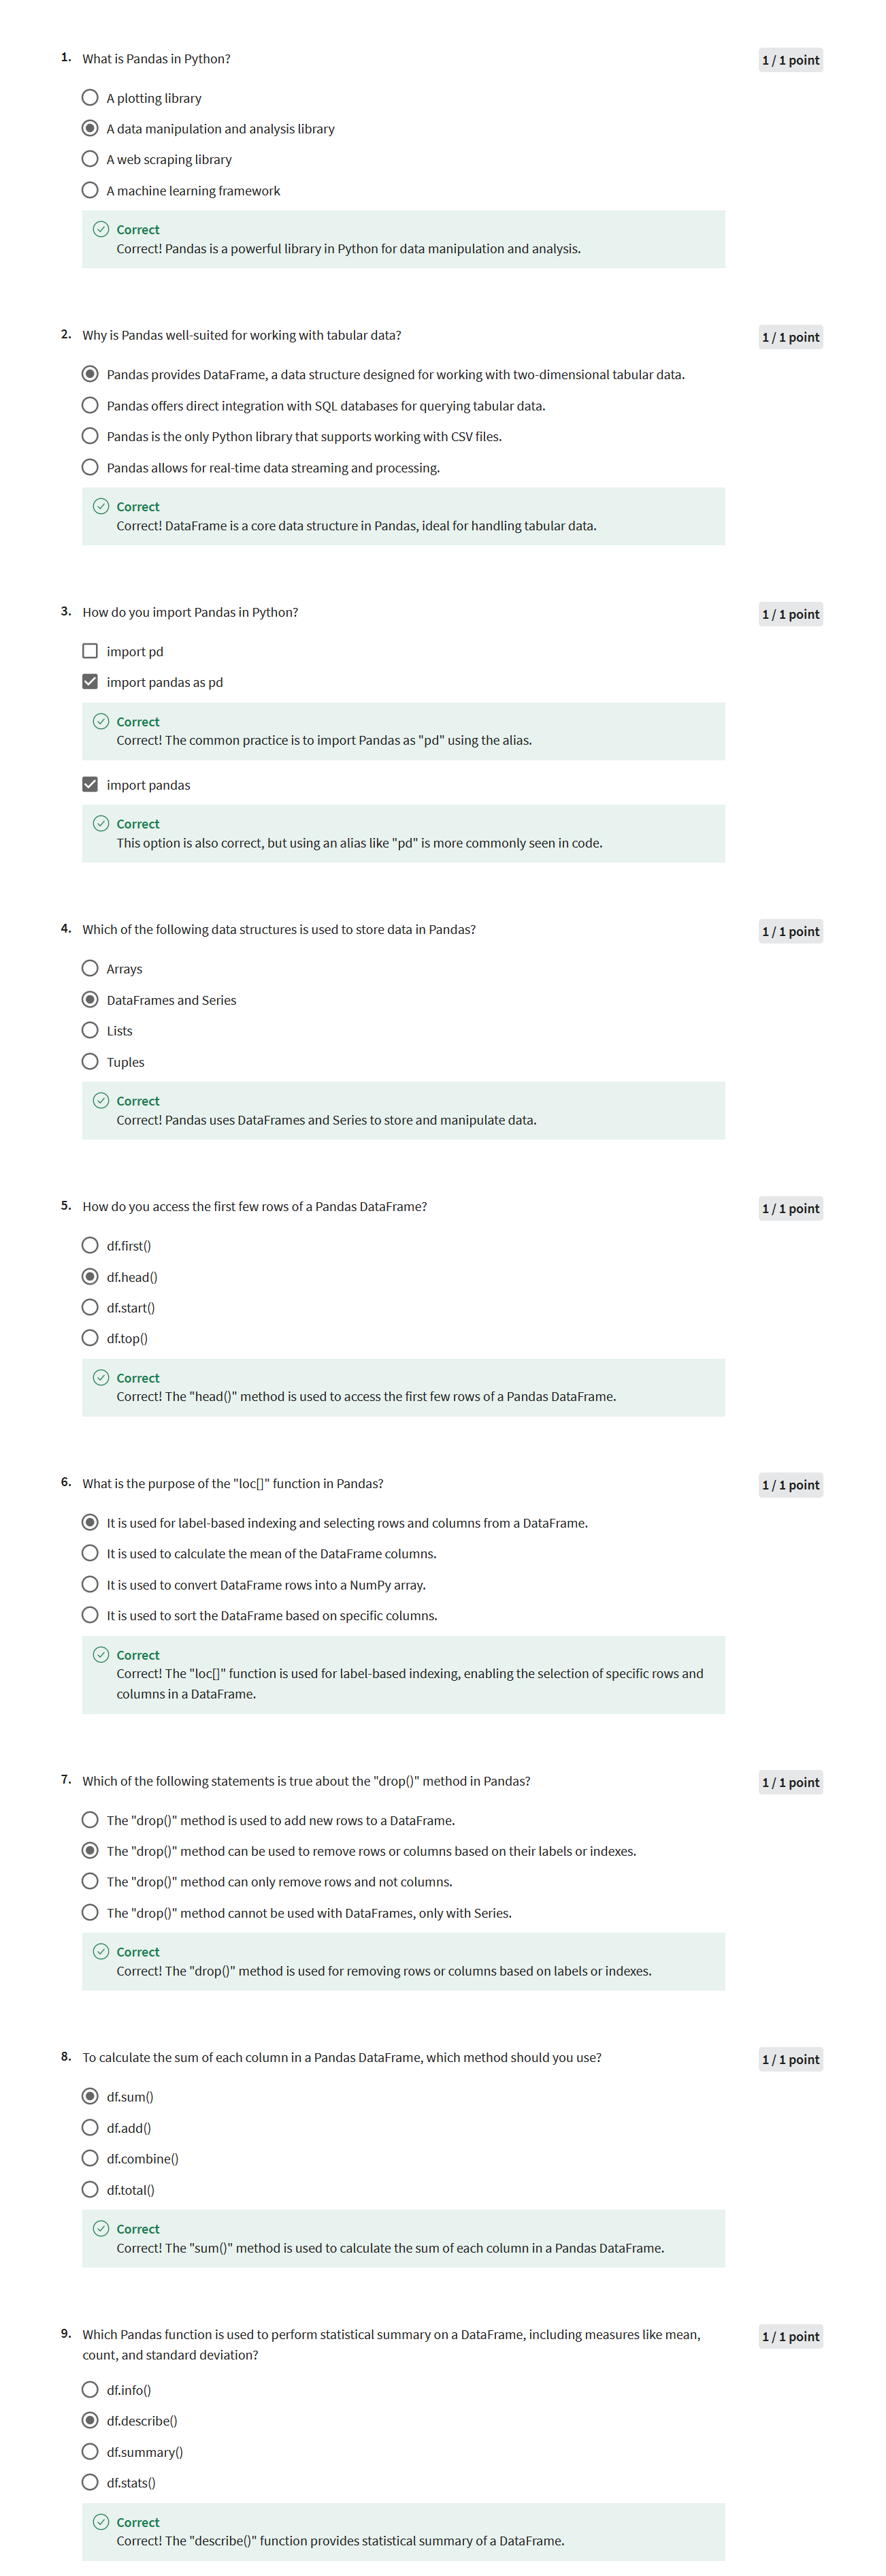 1. What is Pandas in Python?
1 / 1 point
A plotting library
A data manipulation and analysis library
A web scraping library
A machine learning framework
Correct
Correct! Pandas is a powerful library in Python for data manipulation and analysis.
2. Why is Pandas well-suited for working with tabular data?
1 / 1 point
Pandas provides DataFrame, a data structure designed for working with two-dimensional tabular data.
Pandas offers direct integration with SQL databases for querying tabular data.
Pandas is the only Python library that supports working with CSV files.
Pandas allows for real-time data streaming and processing.
Correct
Correct! DataFrame is a core data structure in Pandas, ideal for handling tabular data.
3. How do you import Pandas in Python?
1 / 1 point
import pd
import pandas as pd
Correct
Correct! The common practice is to import Pandas as "pd" using the alias.
import pandas
Correct
This option is also correct, but using an alias like "pd" is more commonly seen in code.
4. Which of the following data structures is used to store data in Pandas?
1 / 1 point
Arrays
DataFrames and Series
Lists
Tuples
Correct
Correct! Pandas uses DataFrames and Series to store and manipulate data.
5. How do you access the first few rows of a Pandas DataFrame?
1 / 1 point
df.first()
df.head()
df.start()
df.top()
Correct
Correct! The "head()" method is used to access the first few rows of a Pandas DataFrame.
6. What is the purpose of the "loc[]" function in Pandas?
1 / 1 point
It is used for label-based indexing and selecting rows and columns from a DataFrame.
It is used to calculate the mean of the DataFrame columns.
It is used to convert DataFrame rows into a NumPy array.
It is used to sort the DataFrame based on specific columns.
Correct
Correct! The "loc[]" function is used for label-based indexing, enabling the selection of specific rows and
columns in a DataFrame.
7. Which of the following statements is true about the "drop()" method in Pandas?
1 / 1 point
The "drop()" method is used to add new rows to a DataFrame.
The "drop()" method can be used to remove rows or columns based on their labels or indexes.
The "drop()" method can only remove rows and not columns.
The "drop()" method cannot be used with DataFrames, only with Series.
Correct
Correct! The "drop()" method is used for removing rows or columns based on labels or indexes.
8. To calculate the sum of each column in a Pandas DataFrame, which method should you use?
1 / 1 point
df.sum()
df.add()
df.combine()
df.total()
Correct
Correct! The "sum()" method is used to calculate the sum of each column in a Pandas DataFrame.
9. Which Pandas function is used to perform statistical summary on a DataFrame, including measures like mean,
count, and standard deviation?
1 / 1 point
df.info()
df.describe()
df.summary()
df.stats()
Correct
Correct! The "describe()" function provides statistical summary of a DataFrame.